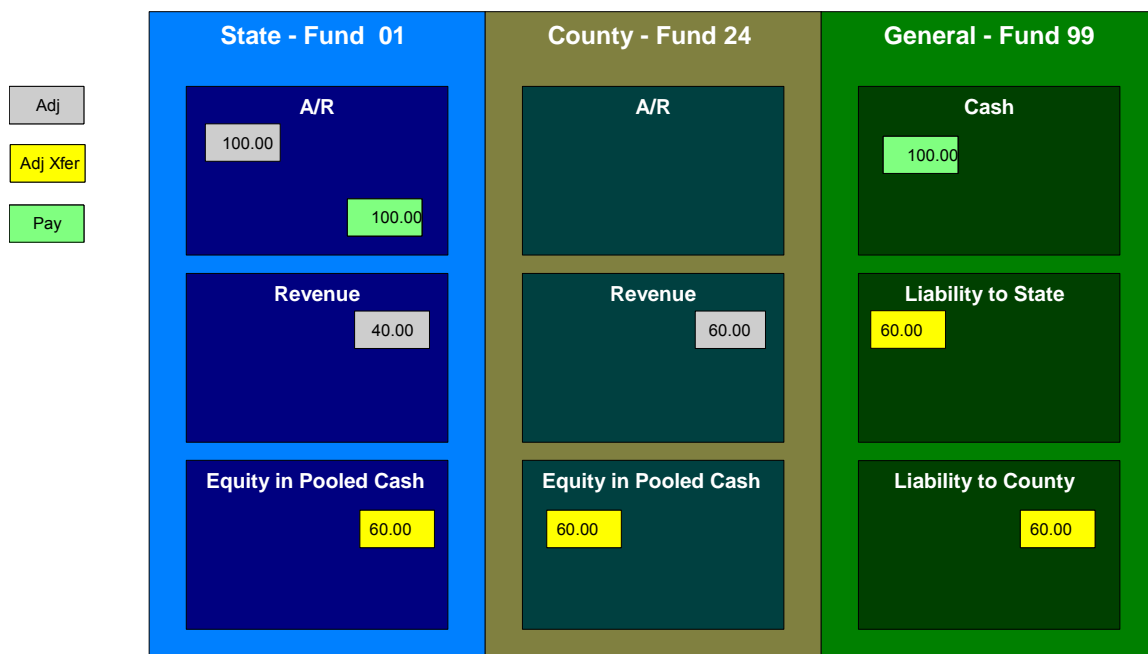 State - Fund  01
County - Fund 24
General - Fund 99
Adj
Adj Xfer
Pay
A/R
100.00
100.00
A/R
Cash
100.00
Revenue
40.00
Revenue
60.00
Liability to State
60.00
Equity in Pooled Cash
60.00
Equity in Pooled Cash
60.00
Liability to County
60.00